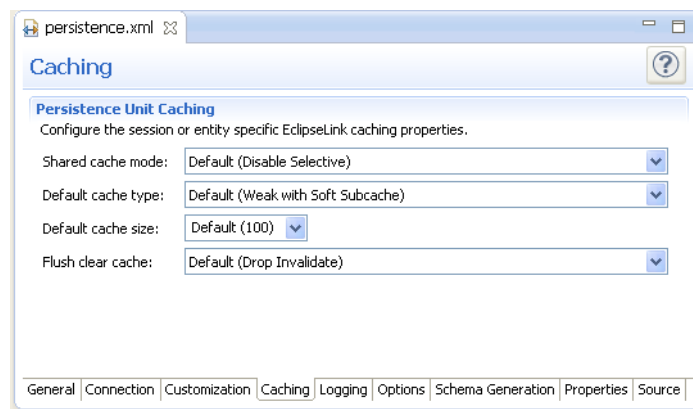 persistence.xml
Caching
?
Persistence Unit Caching
Configure the session or entity specific EclipseLink caching properties.
Shared cache mode: Default (Disable Selective)
Default cache type: Default (Weak with Soft Subcache)
Default cache size: Default (100)
Flush clear cache: Default (Drop Invalidate)
General Connection Customization Caching Logging Options Schema Generation Properties Source